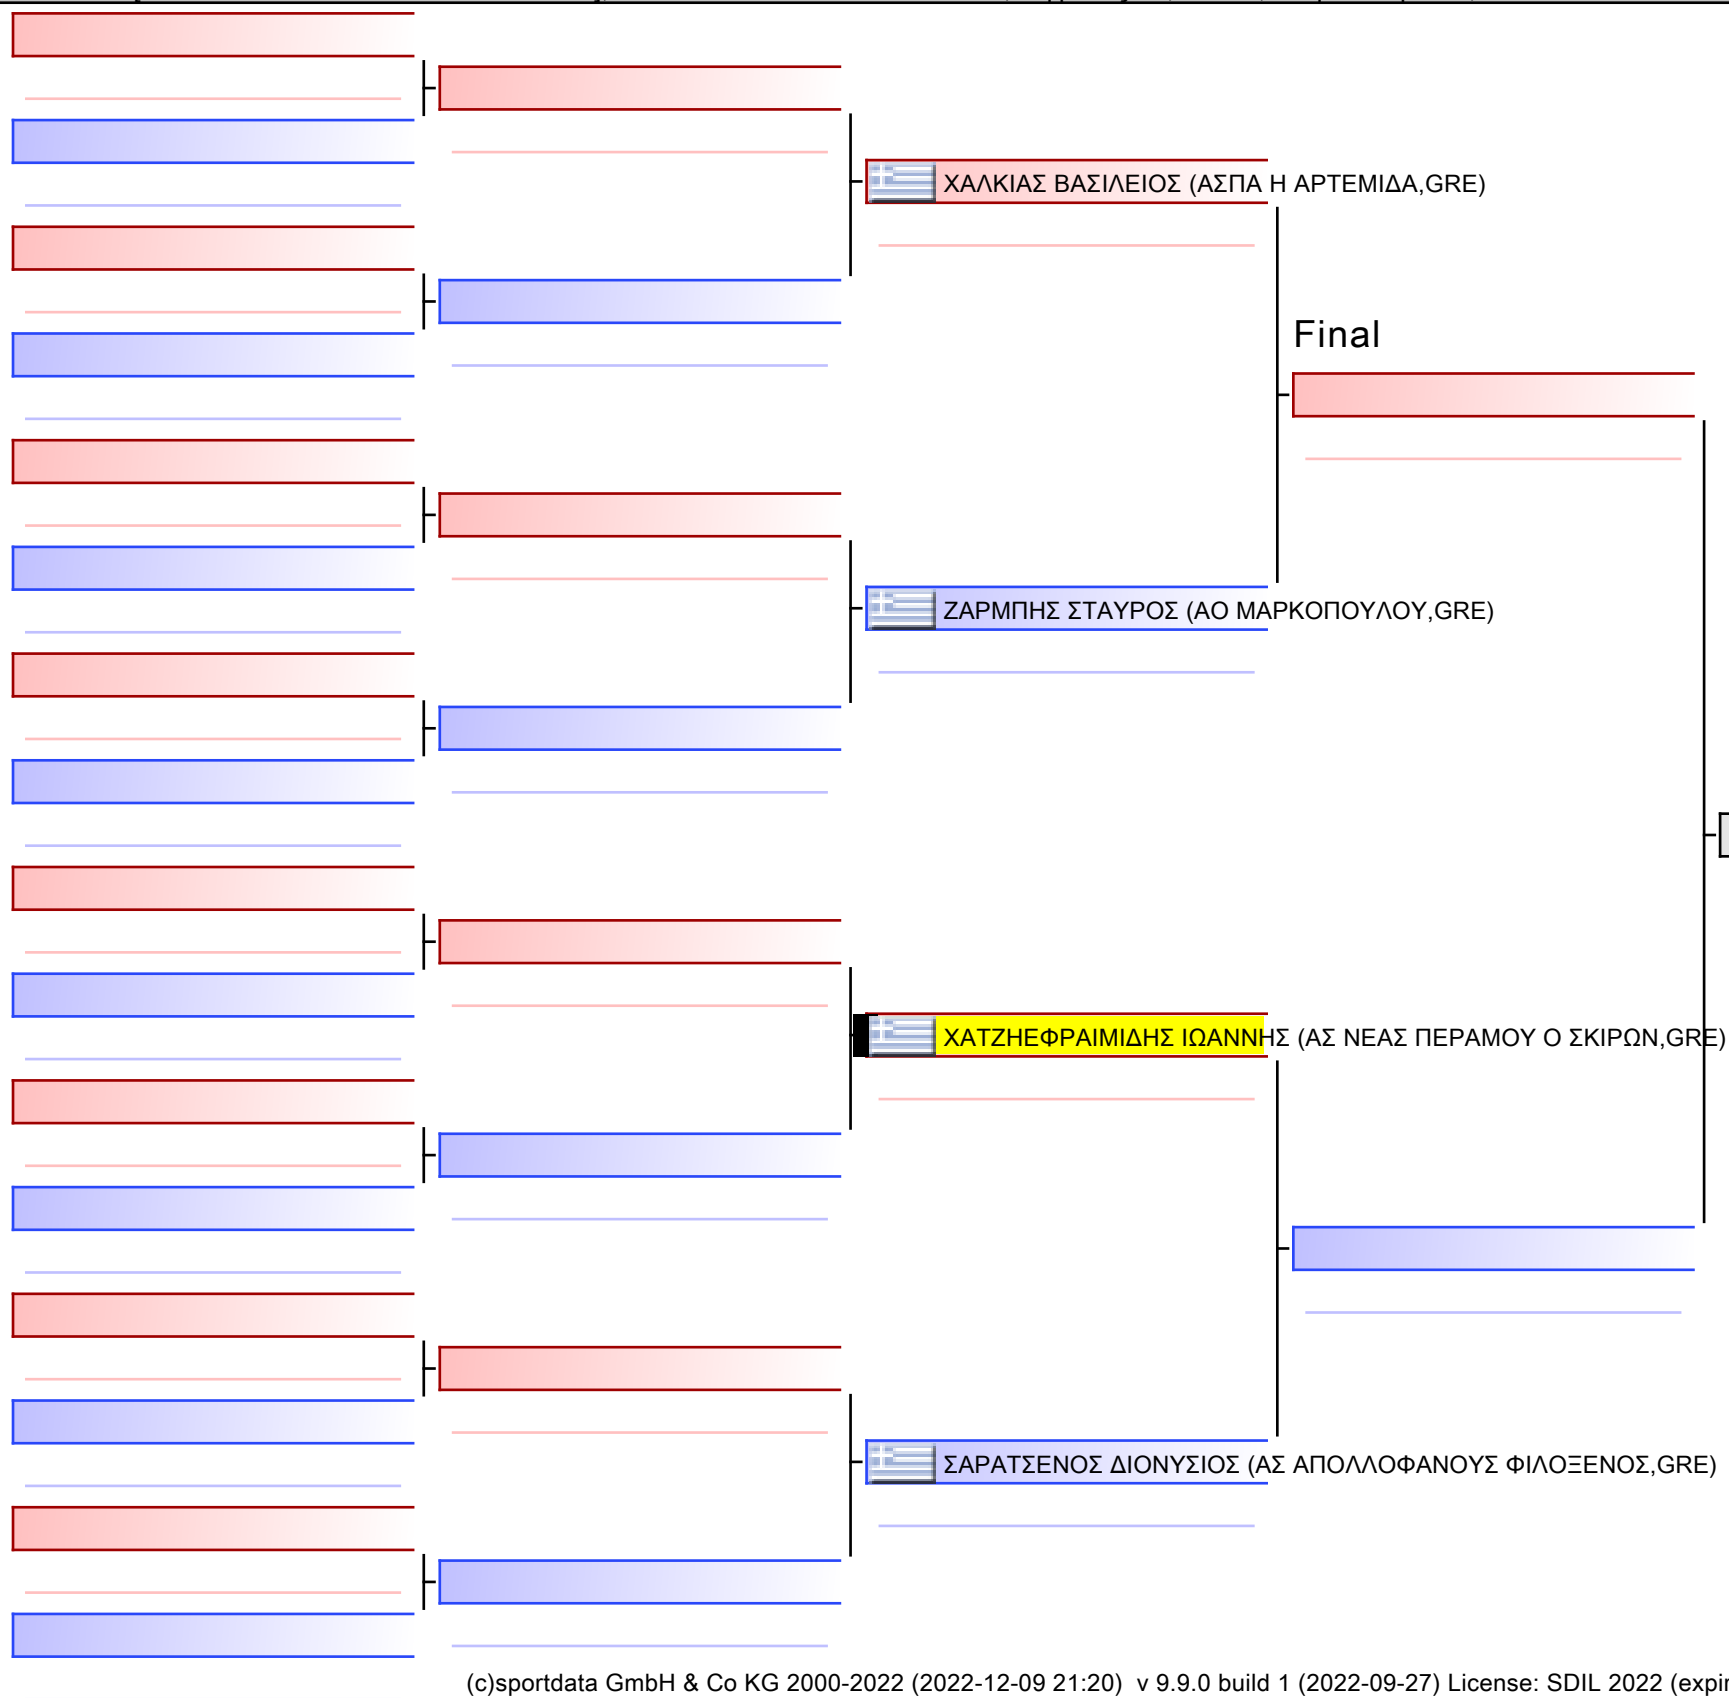 ΧΑΛΚΙΑΣ ΒΑΣΙΛΕΙΟΣ (ΑΣΠΑ Η ΑΡΤΕΜΙΔΑ,GRE)
Final
ΖΑΡΜΠΗΣ ΣΤΑΥΡΟΣ (ΑΟ ΜΑΡΚΟΠΟΥΛΟΥ,GRE)
ΧΑΤΖΗΕΦΡΑΙΜΙΔΗΣ ΙΩΑΝΝΗΣ (ΑΣ ΝΕΑΣ ΠΕΡΑΜΟΥ Ο ΣΚΙΡΩΝ,GRE)
ΣΑΡΑΤΣΕΝΟΣ ΔΙΟΝΥΣΙΟΣ (ΑΣ ΑΠΟΛΛΟΦΑΝΟΥΣ ΦΙΛΟΞΕΝΟΣ,GRE)
(c)sportdata GmbH & Co KG 2000-2022 (2022-12-09 21:20) v 9.9.0 build 1 (2022-09-27) License: SDIL 2022 (expir